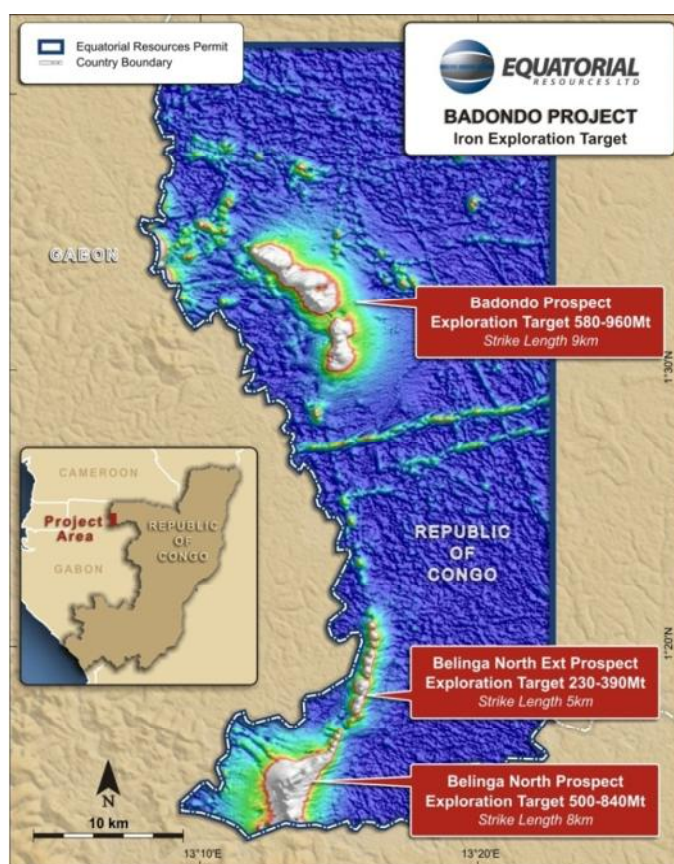 Equatorial Resources Permit
Country Boundary
EQUATORIAL
RESOURCES LTD
BADONDO PROJECT
Iron Exploration Target
GABON
Badondo Prospect
Exploration Target 580-960Mt
Strike Length 9km
1°30'N
CAMEROON
Project
Area
REPUBLIC
OF
CONGO
GABON
REPUBLIC
OF
CONGO
1°20'N
Belinga North Ext Prospect
Exploration Target 230-390Mt
Strike Length 5km
Belinga North Prospect
Exploration Target 500-840Mt
Strike Length 8km
N
10 km
13°10'E
13°20'E